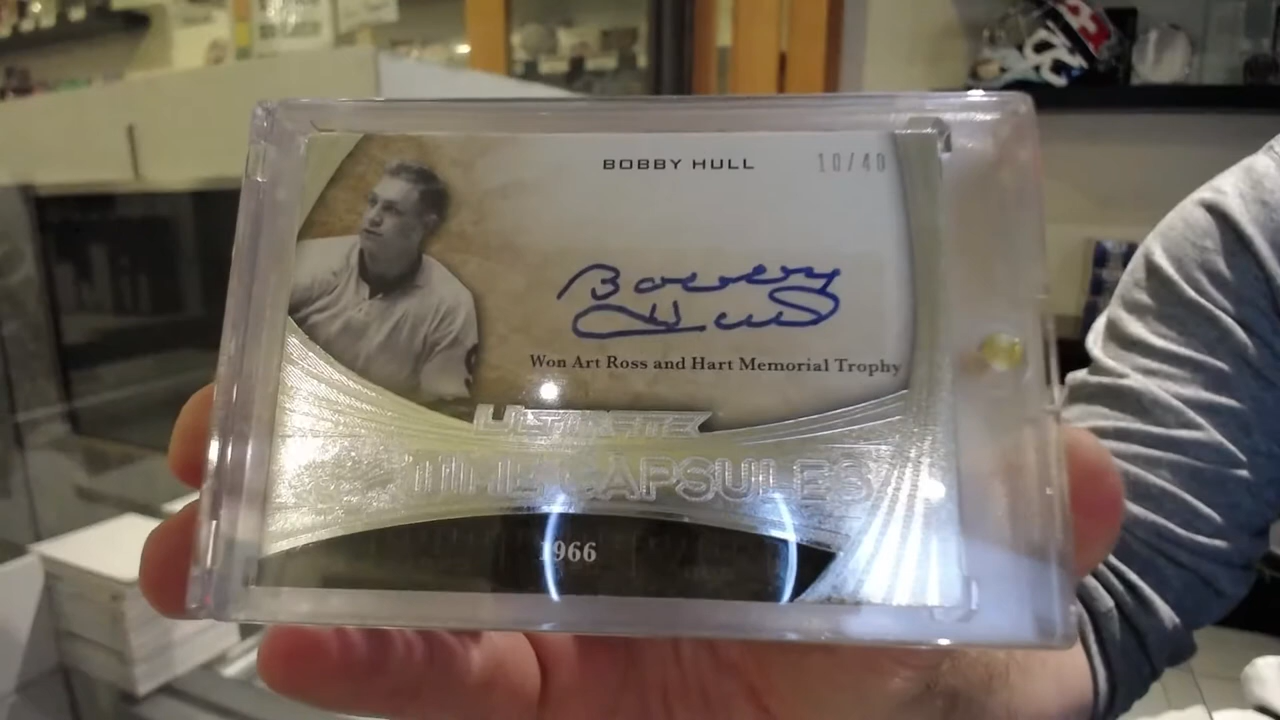 BOBBY HULL 10/40
Bobby Hull
Won Art Ross and Hart Memorial Trophy
ULTIMATE
TIME CAPSULES
1966